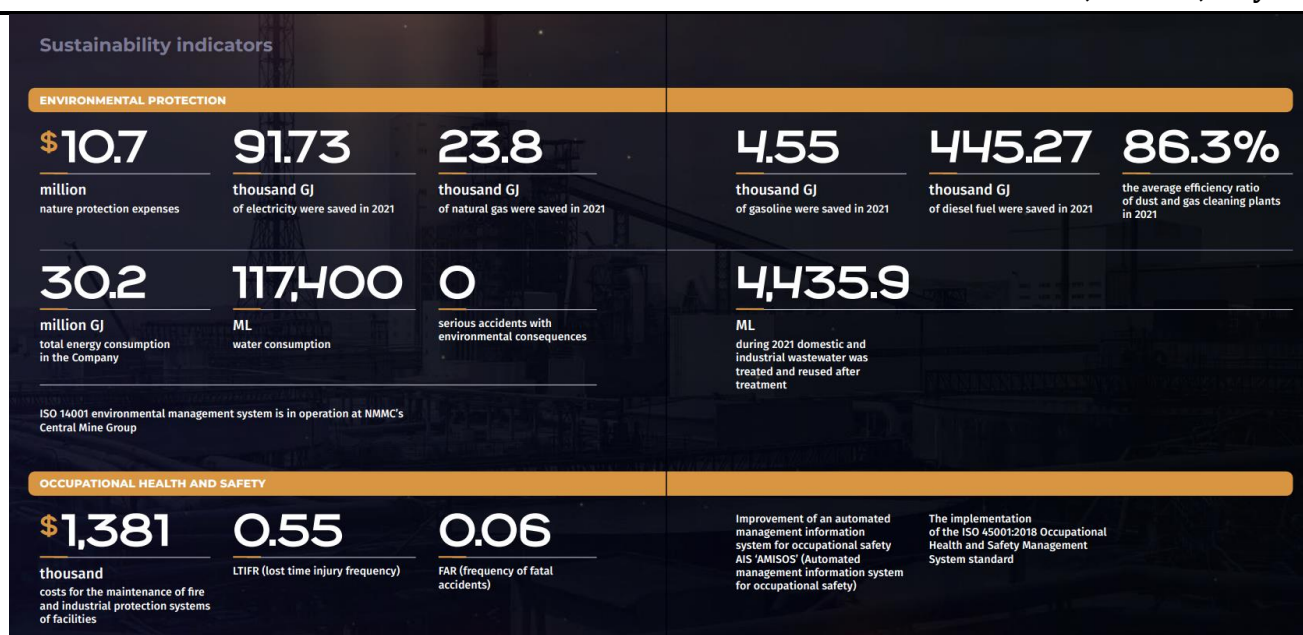 Sustainability indicators
ENVIRONMENTAL PROTECTION
$10.7
million
nature protection expenses
91.73
thousand GJ
of electricity were saved in 2021
23.8
thousand GJ
of natural gas were saved in 2021
4.55
thousand GJ
of gasoline were saved in 2021
445.27
thousand GJ
of diesel fuel were saved in 2021
86.3%
the average efficiency ratio
of dust and gas cleaning plants
in 2021
30.2
million GJ
total energy consumption
in the Company
117,400
ML
water consumption
0
serious accidents with
environmental consequences
4,435.9
ML
during 2021 domestic and
industrial wastewater was
treated and reused after
treatment
ISO 14001 environmental management system is in operation at NMMC’s
Central Mine Group
OCCUPATIONAL HEALTH AND SAFETY
$1,381
thousand
costs for the maintenance of fire
and industrial protection systems
of facilities
0.55
LTIFR (lost time injury frequency)
0.06
FAR (frequency of fatal
accidents)
Improvement of an automated
management information
system for occupational safety
AIS ‘AMISOS’ (Automated
management information system
for occupational safety)
The implementation
of the ISO 45001:2018 Occupational
Health and Safety Management
System standard